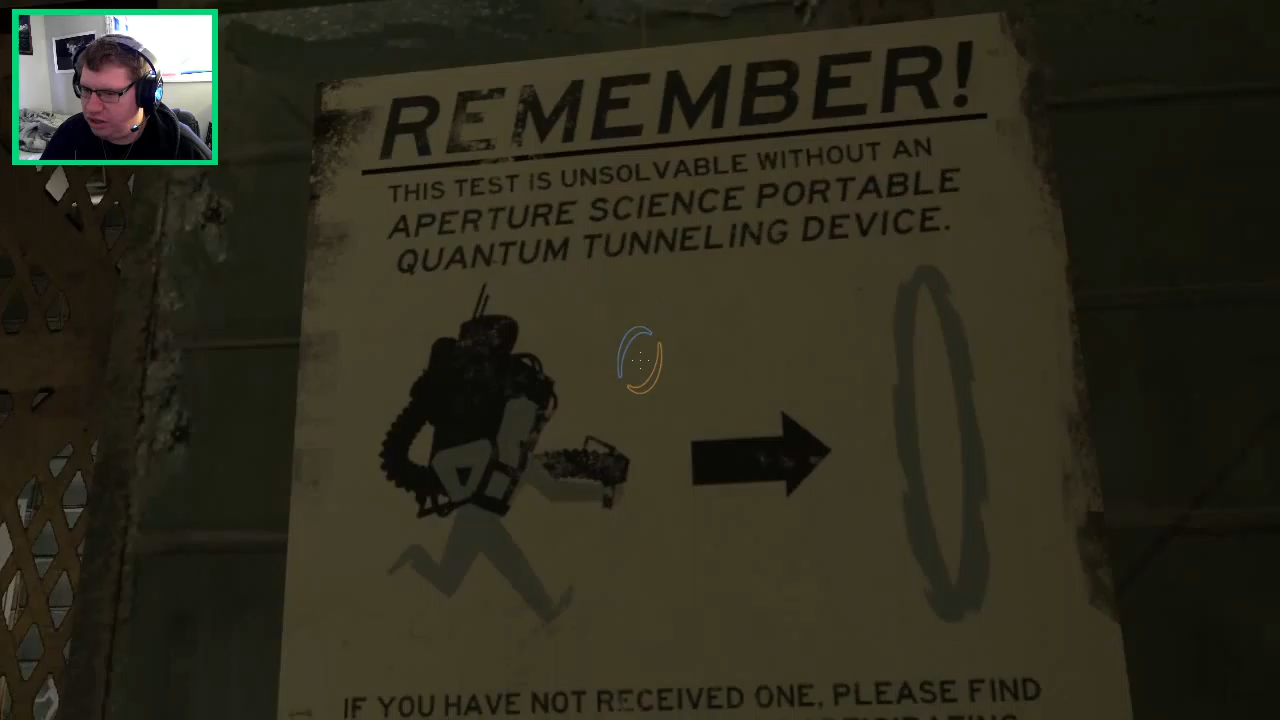 REMEMBER!
THIS TEST IS UNSOLVABLE WITHOUT AN
APERTURE SCIENCE PORTABLE
QUANTUM TUNNELING DEVICE.
IF YOU HAVE NOT RECEIVED ONE, PLEASE FIND